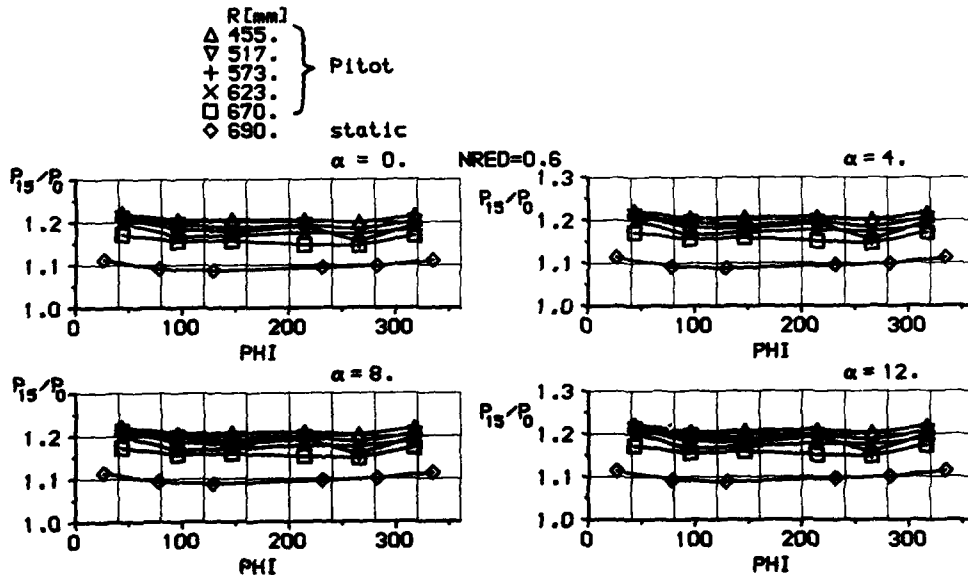 R [mm]
△ 455.
▽ 517.
+ 573.
× 623.
□ 670.
◇ 690.
Pitot
static
α = 0.
NRED=0.6
α = 4.
P15/P0
1.2
1.1
1.0
0 100 200 300
PHI
1.3
P15/P0
1.2
1.1
1.0
0 100 200 300
PHI
α = 8.
α = 12.
P15/P0
1.2
1.1
1.0
0 100 200 300
PHI
1.3
P15/P0
1.2
1.1
1.0
0 100 200 300
PHI